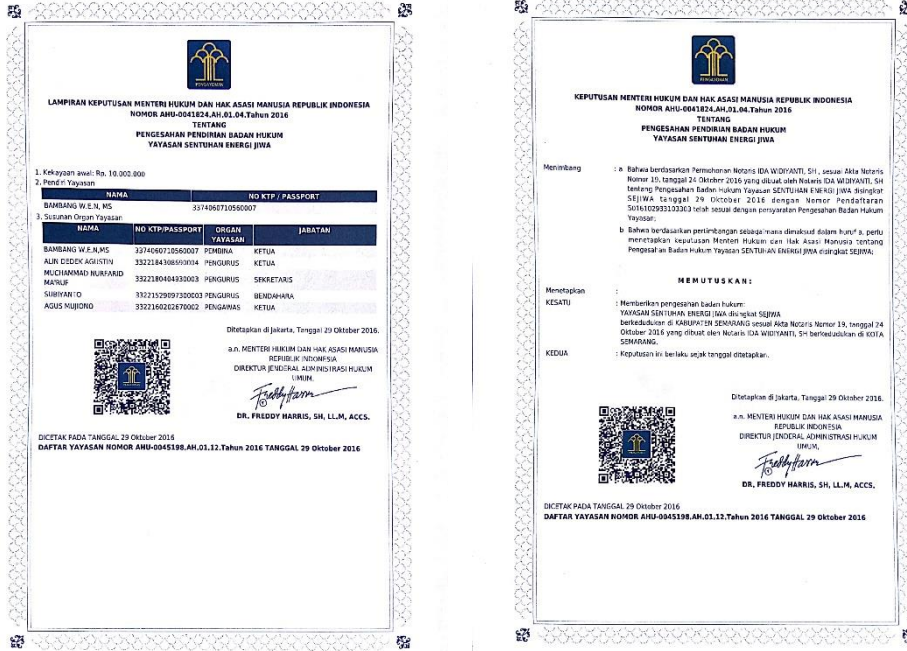 PENGAYOMAN
LAMPIRAN KEPUTUSAN MENTERI HUKUM DAN HAK ASASI MANUSIA REPUBLIK INDONESIA
NOMOR AHU-0041824.AH.01.04.Tahun 2016
TENTANG
PENGESAHAN PENDIRIAN BADAN HUKUM
YAYASAN SENTUHAN ENERGI JIWA
1. Kekayaan awal: Rp. 10.000.000
2. Pendiri Yayasan
NAMA NO KTP / PASSPORT
BAMBANG W.E.N, MS 3374060710560007
3. Susunan Organ Yayasan
NAMA NO KTP/PASSPORT ORGAN YAYASAN JABATAN
BAMBANG W.E.N,MS 3374060710560007 PEMBINA KETUA
ALIN DEDEK AGUSTIN PENGURUS KETUA
MUCHAMMAD NURFARID MA'RUF 3322180404930003 PENGURUS SEKRETARIS
SUBIYANTO PENGURUS BENDAHARA
AGUS MUJIONO 3322160202670002 PENGAWAS KETUA
Ditetapkan di Jakarta, Tanggal 29 Oktober 2016.
a.n. MENTERI HUKUM DAN HAK ASASI MANUSIA
REPUBLIK INDONESIA
DIREKTUR JENDERAL ADMINISTRASI HUKUM
UMUM,
DR. FREDDY HARRIS, SH, LL.M, ACCS.
DICETAK PADA TANGGAL 29 Oktober 2016
DAFTAR YAYASAN NOMOR AHU-0045198.AH.01.12.Tahun 2016 TANGGAL 29 Oktober 2016
KEPUTUSAN MENTERI HUKUM DAN HAK ASASI MANUSIA REPUBLIK INDONESIA
NOMOR AHU-0041824.AH.01.04.Tahun 2016
TENTANG
PENGESAHAN PENDIRIAN BADAN HUKUM
YAYASAN SENTUHAN ENERGI JIWA
Menimbang : a Bahwa berdasarkan Permohonan Notaris IDA WIDIYANTI, SH , sesuai Akta Notaris
Nomor 19, tanggal 24 Oktober 2016 yang dibuat oleh Notaris IDA WIDIYANTI, SH
tentang Pengesahan Badan Hukum Yayasan SENTUHAN ENERGI JIWA disingkat
SEJIWA tanggal 29 Oktober 2016 dengan Nomor Pendaftaran
5016102933103303 telah sesuai dengan persyaratan Pengesahan Badan Hukum
Yayasan;
b Bahwa berdasarkan pertimbangan sebagaimana dimaksud dalam huruf a, perlu
menetapkan keputusan Menteri Hukum dan Hak Asasi Manusia tentang
Pengesahan Badan Hukum Yayasan SENTUHAN ENERGI JIWA disingkat SEJIWA;
MEMUTUSKAN:
Menetapkan :
KESATU : Memberikan pengesahan badan hukum:
YAYASAN SENTUHAN ENERGI JIWA disingkat SEJIWA
berkedudukan di KABUPATEN SEMARANG sesuai Akta Notaris Nomor 19, tanggal 24
Oktober 2016 yang dibuat oleh Notaris IDA WIDIYANTI, SH berkedudukan di KOTA
SEMARANG.
KEDUA : Keputusan ini berlaku sejak tanggal ditetapkan.
Ditetapkan di Jakarta, Tanggal 29 Oktober 2016.
a.n. MENTERI HUKUM DAN HAK ASASI MANUSIA
REPUBLIK INDONESIA
DIREKTUR JENDERAL ADMINISTRASI HUKUM
UMUM,
DR. FREDDY HARRIS, SH, LL.M, ACCS.
DICETAK PADA TANGGAL 29 Oktober 2016
DAFTAR YAYASAN NOMOR AHU-0045198.AH.01.12.Tahun 2016 TANGGAL 29 Oktober 2016